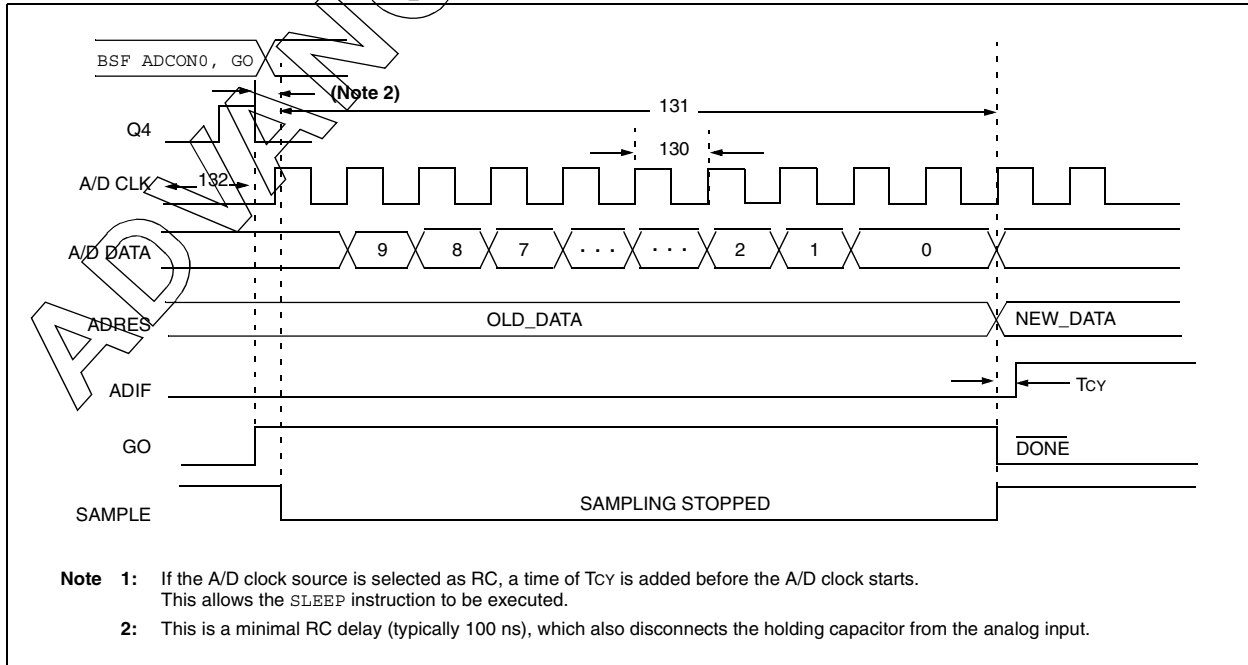 BSF ADCON0, GO
(Note 2)
131
Q4
130
A/D CLK
132
A/D DATA
9 8 7 . . . . . . 2 1 0
ADRES
OLD_DATA
NEW_DATA
ADIF
TCY
GO
DONE
SAMPLE
SAMPLING STOPPED
Note 1: If the A/D clock source is selected as RC, a time of TCY is added before the A/D clock starts.
This allows the SLEEP instruction to be executed.
2: This is a minimal RC delay (typically 100 ns), which also disconnects the holding capacitor from the analog input.